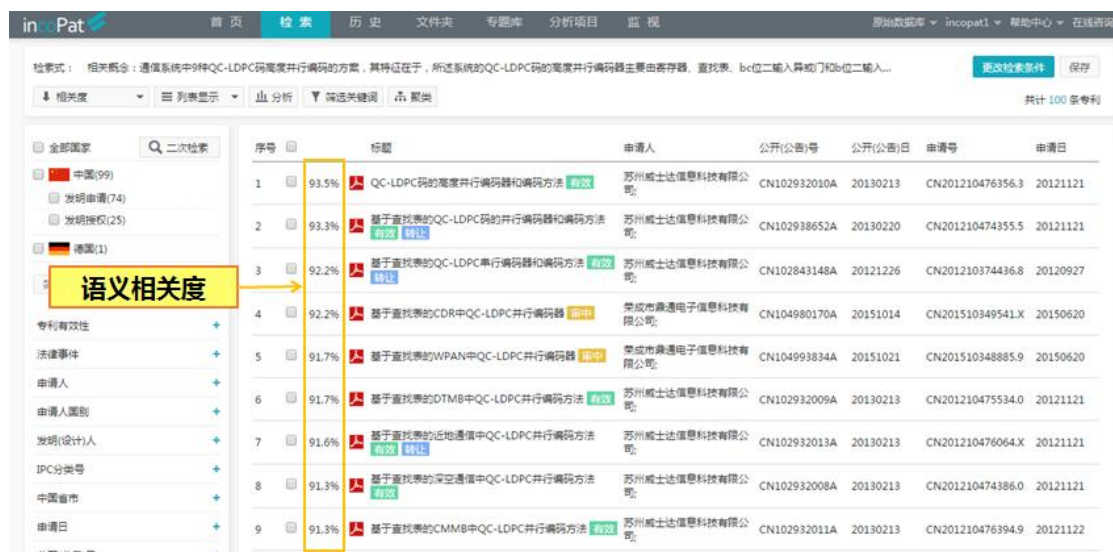 incoPat
首 页 检 索 历 史 文件夹 专题库 分析项目 监 视 原始数据库 incopat1 帮助中心 在线咨询
检索式： 相关概念：通信系统中9种QC-LDPC码高度并行编码的方案，其特征在于，所述系统的QC-LDPC码的高度并行编码器主要由寄存器、查找表、bc位二输入异或门和b位二输入... 更改检索条件 保存
相关度 列表显示 分析 筛选关键词 聚类 共计 100 条专利
全部国家 二次检索
中国(99)
发明申请(74)
发明授权(25)
德国(1)
语义相关度
专利有效性 +
法律事件 +
申请人 +
申请人国别 +
发明(设计)人 +
IPC分类号 +
中国省市 +
申请日 +
序号 标题 申请人 公开(公告)号 公开(公告)日 申请号 申请日
1 93.5% QC-LDPC码的高度并行编码器和编码方法 有效 苏州威士达信息科技有限公司; CN102932010A 20130213 CN201210476356.3 20121121
2 93.3% 基于查找表的QC-LDPC码的并行编码器和编码方法 有效 转让 苏州威士达信息科技有限公司; CN102938652A 20130220 CN201210474355.5 20121121
3 92.2% 基于查找表的QC-LDPC串行编码器和编码方法 有效 转让 苏州威士达信息科技有限公司; CN102843148A 20121226 CN201210374436.8 20120927
4 92.2% 基于查找表的CDR中QC-LDPC并行编码器 审中 荣成市鼎通电子信息科技有限公司; CN104980170A 20151014 CN201510349541.X 20150620
5 91.7% 基于查找表的WPAN中QC-LDPC并行编码器 审中 荣成市鼎通电子信息科技有限公司; CN104993834A 20151021 CN201510348885.9 20150620
6 91.7% 基于查找表的DTMB中QC-LDPC并行编码方法 有效 苏州威士达信息科技有限公司; CN102932009A 20130213 CN201210475534.0 20121121
7 91.6% 基于查找表的近地通信中QC-LDPC并行编码方法 有效 转让 苏州威士达信息科技有限公司; CN102932013A 20130213 CN201210476064.X 20121121
8 91.3% 基于查找表的深空通信中QC-LDPC并行编码方法 有效 苏州威士达信息科技有限公司; CN102932008A 20130213 CN201210474386.0 20121121
9 91.3% 基于查找表的CMMB中QC-LDPC并行编码方法 有效 苏州威士达信息科技有限公司; CN102932011A 20130213 CN201210476394.9 20121122